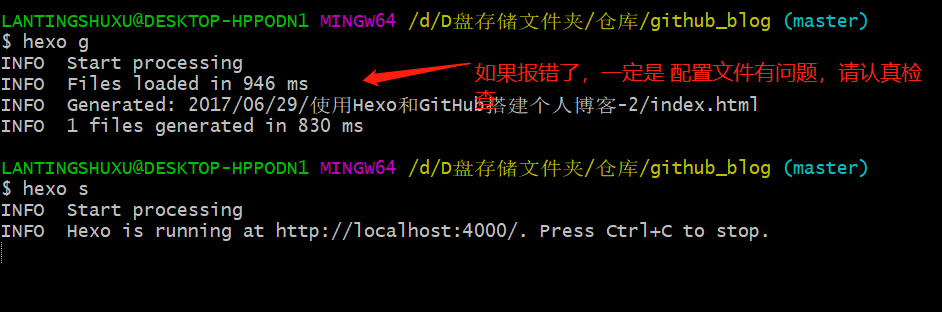 LANTINGSHUXU@DESKTOP-HPPODN1 MINGW64 /d/D盘存储文件夹/仓库/github_blog (master)
$ hexo g
INFO  Start processing
INFO  Files loaded in 946 ms
如果报错了，一定是 配置文件有问题，请认真检
查
INFO  Generated: 2017/06/29/使用Hexo和GitHub搭建个人博客-2/index.html
INFO  1 files generated in 830 ms
LANTINGSHUXU@DESKTOP-HPPODN1 MINGW64 /d/D盘存储文件夹/仓库/github_blog (master)
$ hexo s
INFO  Start processing
INFO  Hexo is running at http://localhost:4000/. Press Ctrl+C to stop.